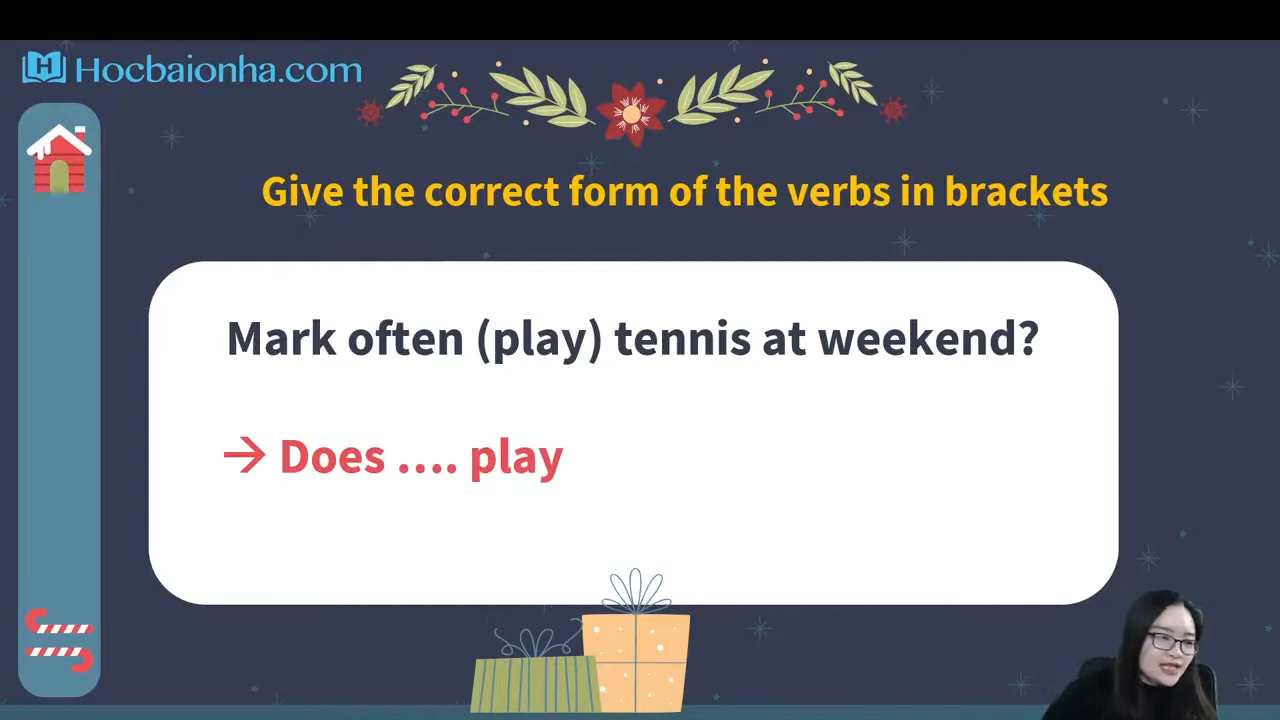 Hocbaionha.com
Give the correct form of the verbs in brackets
Mark often (play) tennis at weekend?
→ Does .... play